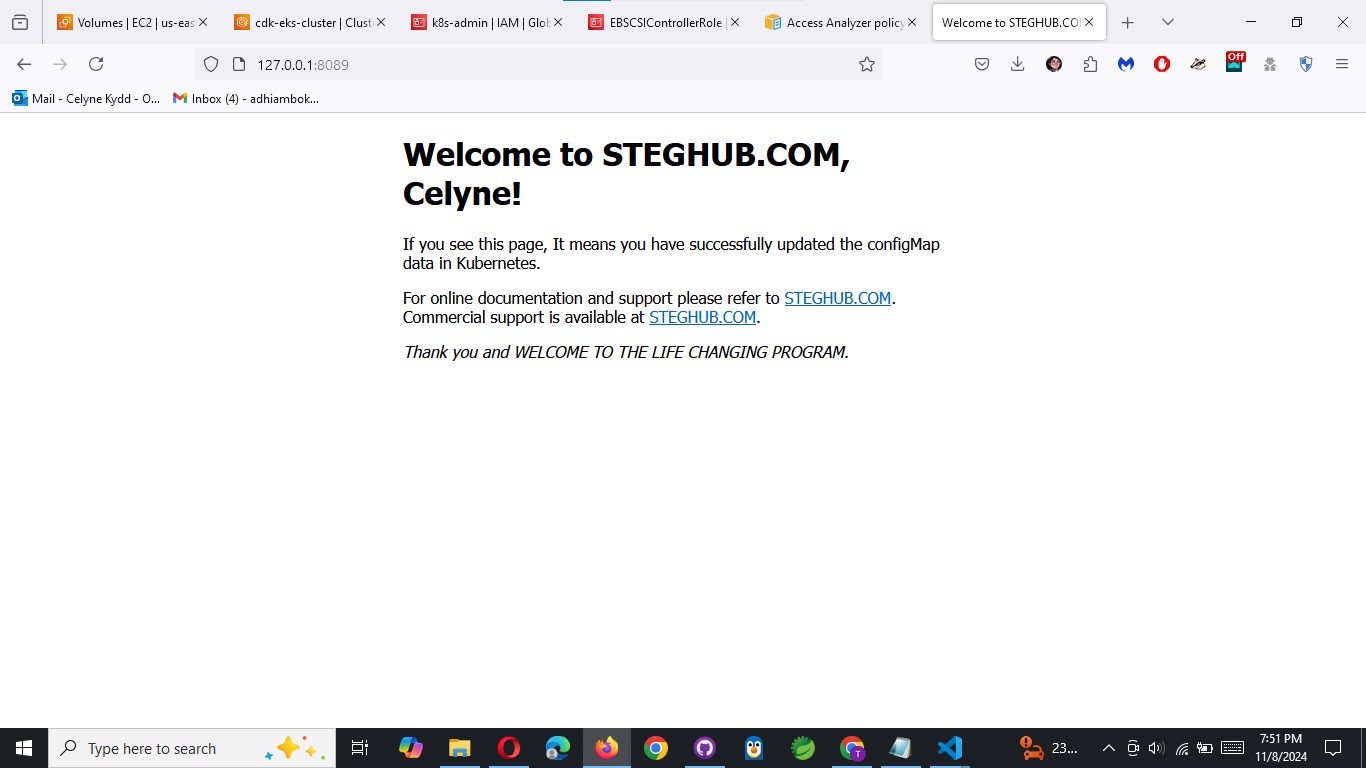 Volumes | EC2 | us-eas
cdk-eks-cluster | Clust
k8s-admin | IAM | Glob
EBSCSIControllerRole |
Access Analyzer policy
Welcome to STEGHUB.CO
127.0.0.1:8089
Off
Mail - Celyne Kydd - O...
Inbox (4) - adhiambok...
Welcome to STEGHUB.COM,
Celyne!
If you see this page, It means you have successfully updated the configMap
data in Kubernetes.
For online documentation and support please refer to STEGHUB.COM.
Commercial support is available at STEGHUB.COM.
Thank you and WELCOME TO THE LIFE CHANGING PROGRAM.
Type here to search
T
23...
7:51 PM
11/8/2024